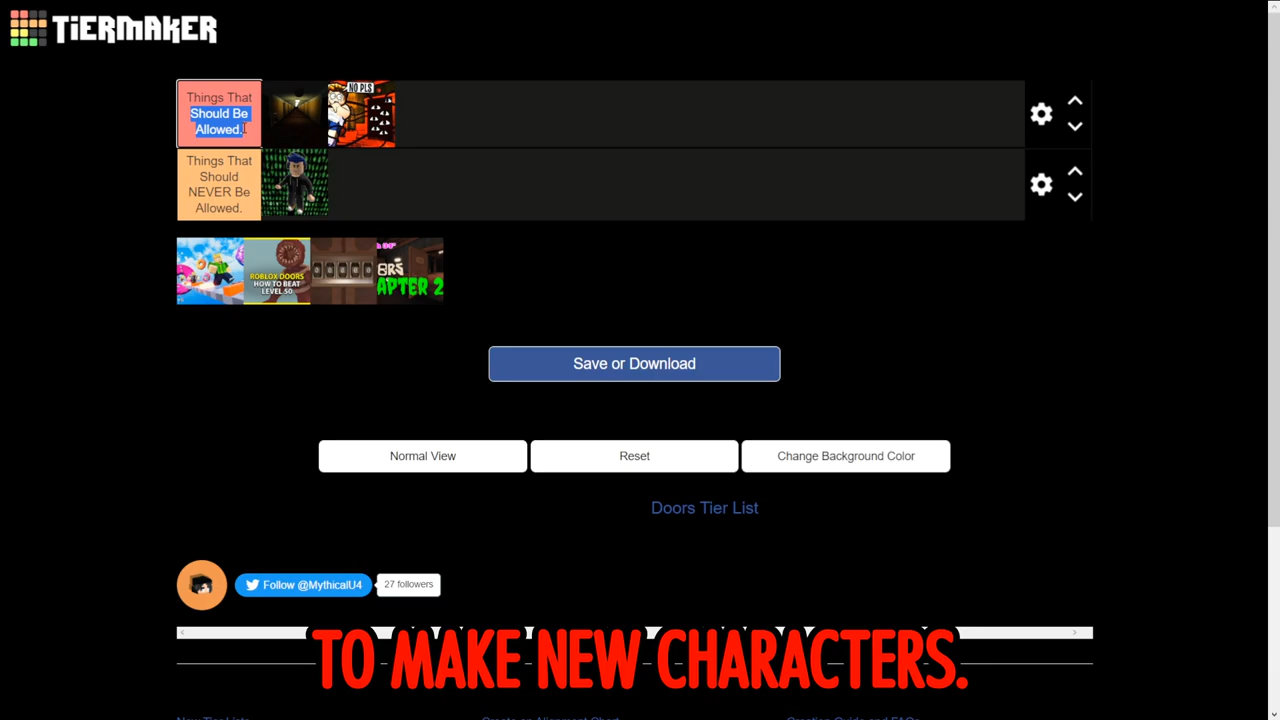 TiERMAKER
Things That
Should Be
Allowed.
NO PLS
Things That
Should
NEVER Be
Allowed.
ROBLOX DOORS
HOW TO BEAT
LEVEL 50
APTER 2
Save or Download
Normal View
Reset
Change Background Color
Doors Tier List
Follow @MythicalU4
27 followers
TO MAKE NEW CHARACTERS.